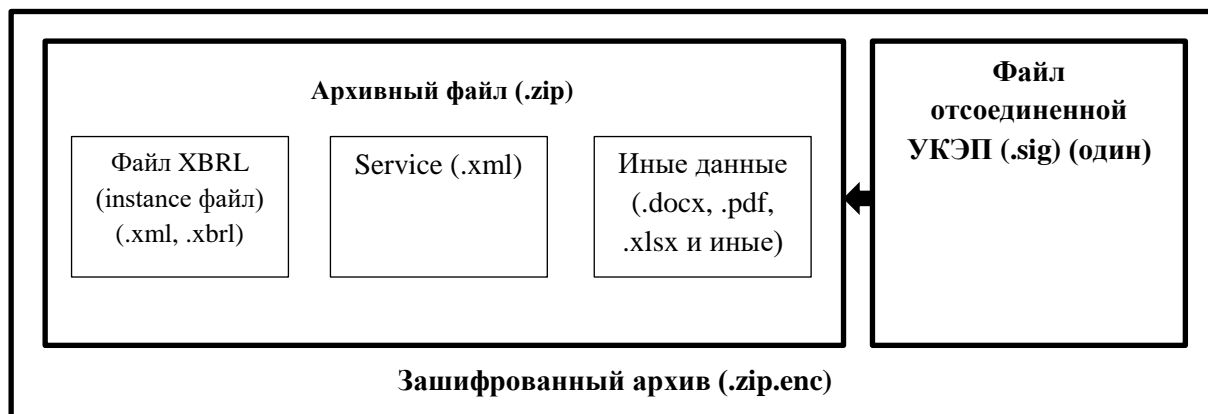 Архивный файл (.zip)
Файл XBRL
(instance файл)
(.xml, .xbrl)
Service (.xml)
Иные данные
(.docx, .pdf,
.xlsx и иные)
Файл
отсоединенной
УКЭП (.sig) (один)
Зашифрованный архив (.zip.enc)